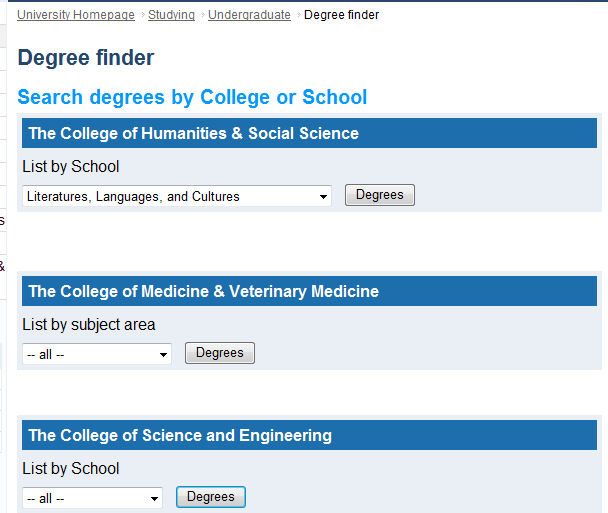 University Homepage › Studying › Undergraduate › Degree finder
Degree finder
Search degrees by College or School
The College of Humanities & Social Science
List by School
Literatures, Languages, and Cultures Degrees
s
&
The College of Medicine & Veterinary Medicine
List by subject area
-- all -- Degrees
The College of Science and Engineering
List by School
-- all -- Degrees